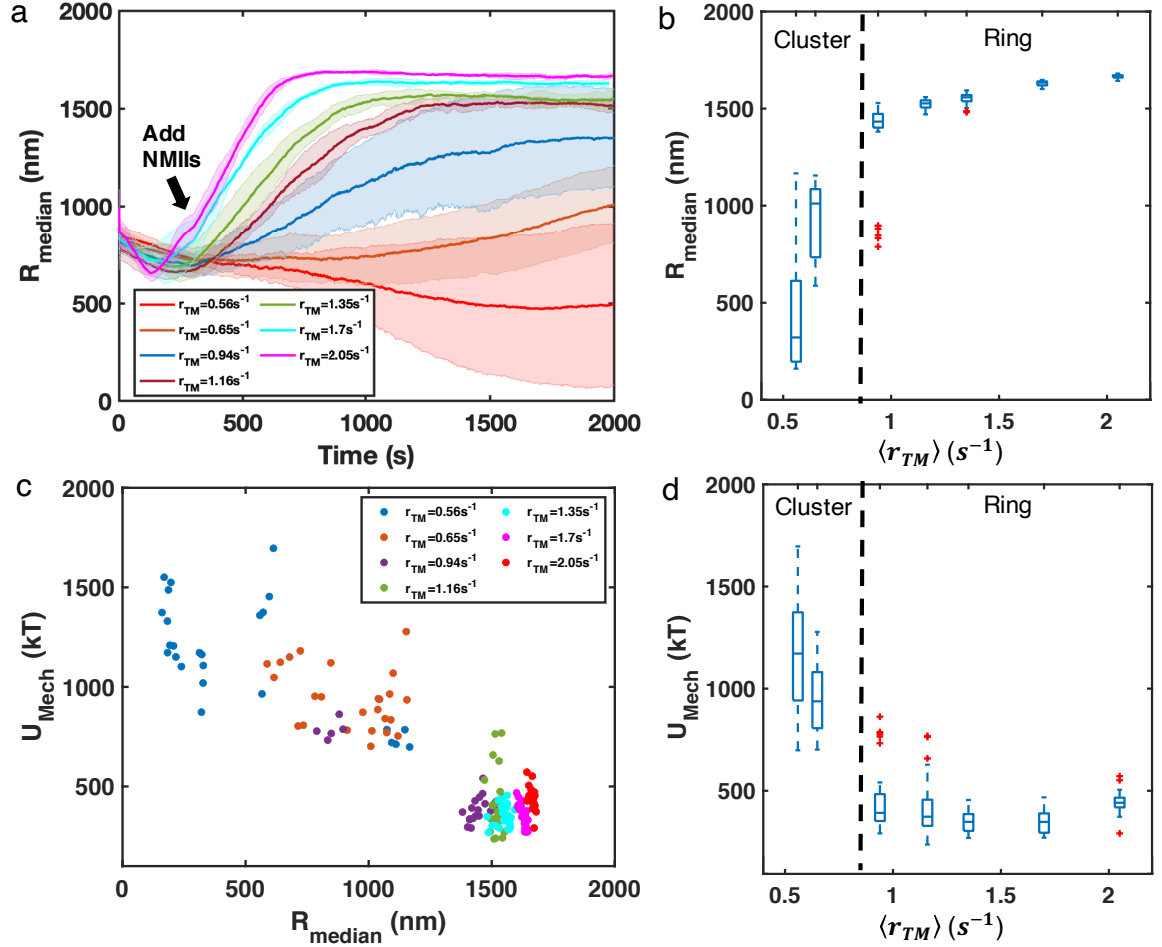 a
2000
1500
1000
500
0
R_median (nm)
Add
NMIIs
r_TM=0.56s⁻¹
r_TM=0.65s⁻¹
r_TM=0.94s⁻¹
r_TM=1.16s⁻¹
r_TM=1.35s⁻¹
r_TM=1.7s⁻¹
r_TM=2.05s⁻¹
0 500 1000 1500 2000
Time (s)
b
2000
1500
1000
500
0
R_median (nm)
Cluster
Ring
0.5 1 1.5 2
⟨r_TM⟩ (s⁻¹)
c
2000
1500
1000
500
U_Mech (kT)
r_TM=0.56s⁻¹
r_TM=0.65s⁻¹
r_TM=0.94s⁻¹
r_TM=1.16s⁻¹
r_TM=1.35s⁻¹
r_TM=1.7s⁻¹
r_TM=2.05s⁻¹
0 500 1000 1500 2000
R_median (nm)
d
2000
1500
1000
500
U_Mech (kT)
Cluster
Ring
0.5 1 1.5 2
⟨r_TM⟩ (s⁻¹)